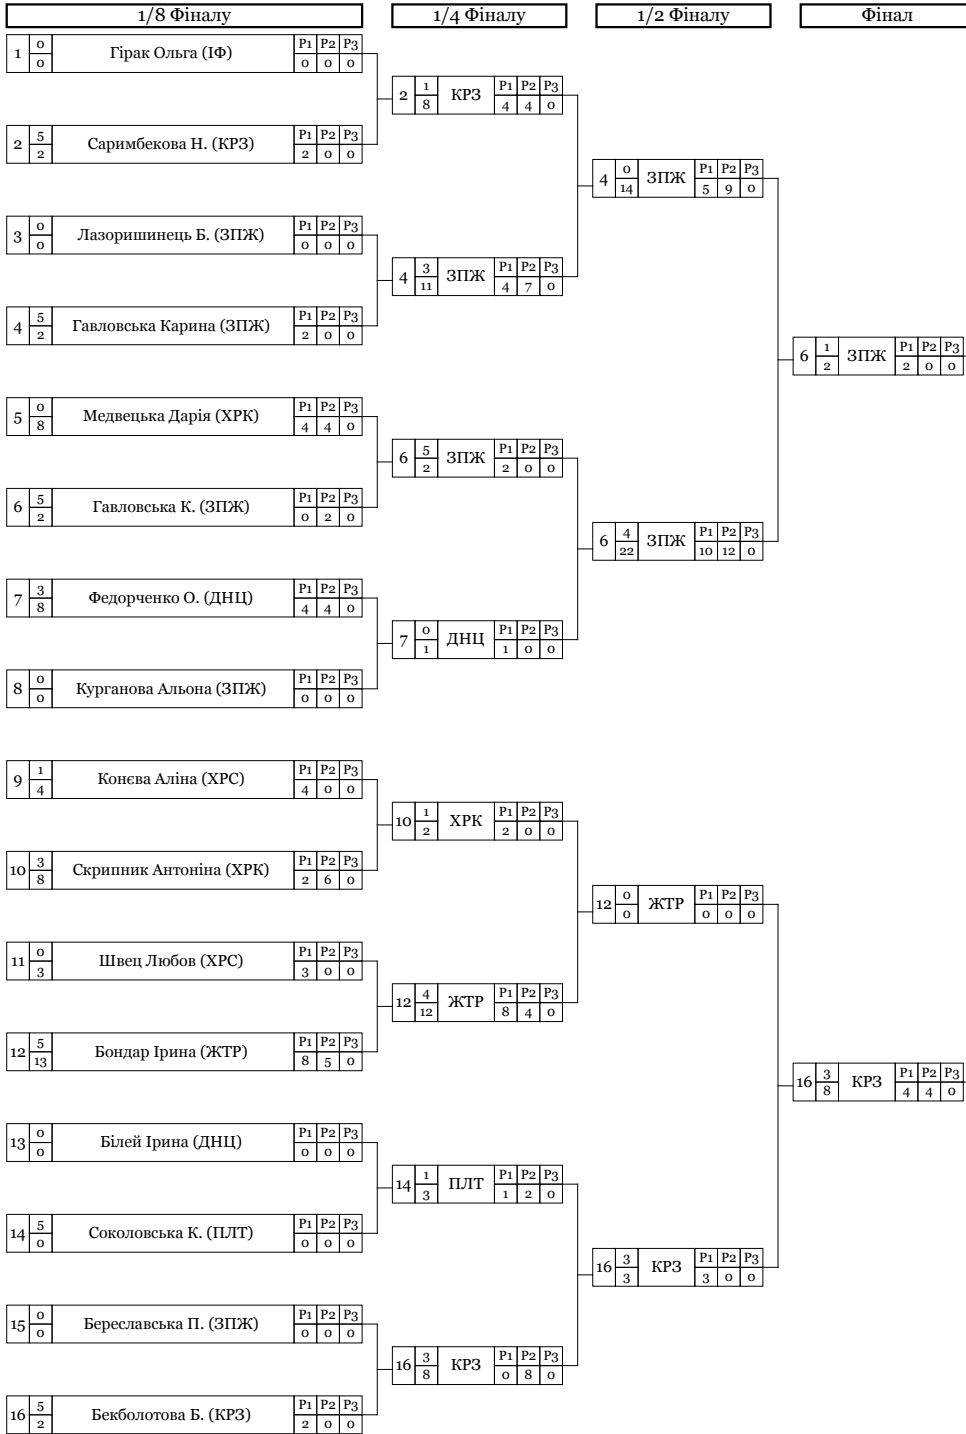 1/8 Фіналу 1/4 Фіналу 1/2 Фіналу Фінал
1 0 0 Гірак Ольга (ІФ) P1 P2 P3 0 0 0
2 1 8 КРЗ P1 P2 P3 4 4 0
2 5 2 Саримбекова Н. (КРЗ) P1 P2 P3 2 0 0
4 0 14 ЗПЖ P1 P2 P3 5 9 0
3 0 0 Лазоришинець Б. (ЗПЖ) P1 P2 P3 0 0 0
4 3 11 ЗПЖ P1 P2 P3 4 7 0
4 5 2 Гавловська Карина (ЗПЖ) P1 P2 P3 2 0 0
6 1 2 ЗПЖ P1 P2 P3 2 0 0
5 0 8 Медвецька Дарія (ХРК) P1 P2 P3 4 4 0
6 5 2 ЗПЖ P1 P2 P3 2 0 0
6 5 2 Гавловська К. (ЗПЖ) P1 P2 P3 0 2 0
6 4 22 ЗПЖ P1 P2 P3 10 12 0
7 3 8 Федорченко О. (ДНЦ) P1 P2 P3 4 4 0
7 0 1 ДНЦ P1 P2 P3 1 0 0
8 0 0 Курганова Альона (ЗПЖ) P1 P2 P3 0 0 0
9 1 4 Конєва Аліна (ХРС) P1 P2 P3 4 0 0
10 1 2 ХРК P1 P2 P3 2 0 0
10 3 8 Скрипник Антоніна (ХРК) P1 P2 P3 2 6 0
12 0 0 ЖТР P1 P2 P3 0 0 0
11 0 3 Швец Любов (ХРС) P1 P2 P3 3 0 0
12 4 12 ЖТР P1 P2 P3 8 4 0
12 5 13 Бондар Ірина (ЖТР) P1 P2 P3 8 5 0
16 3 8 КРЗ P1 P2 P3 4 4 0
13 0 0 Білей Ірина (ДНЦ) P1 P2 P3 0 0 0
14 1 3 ПЛТ P1 P2 P3 1 2 0
14 5 0 Соколовська К. (ПЛТ) P1 P2 P3 0 0 0
16 3 3 КРЗ P1 P2 P3 3 0 0
15 0 0 Береславська П. (ЗПЖ) P1 P2 P3 0 0 0
16 3 8 КРЗ P1 P2 P3 0 8 0
16 5 2 Бекболотова Б. (КРЗ) P1 P2 P3 2 0 0